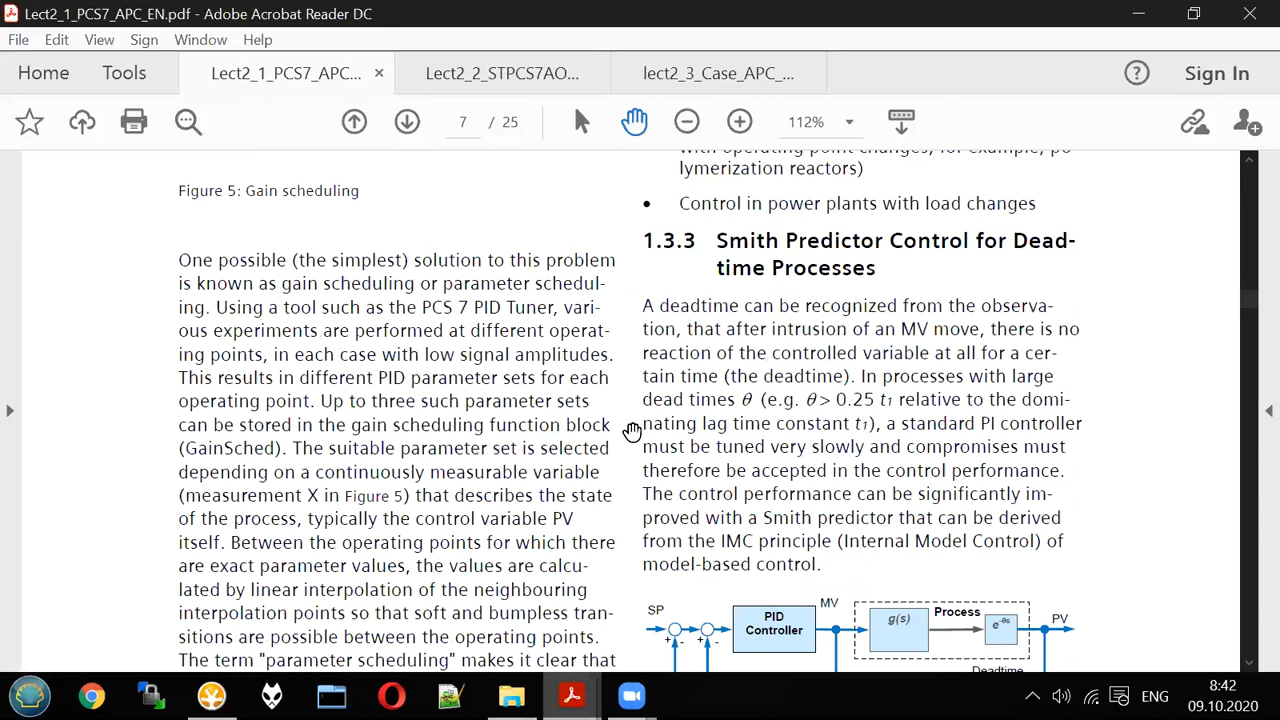 Lect2_1_PCS7_APC_EN.pdf - Adobe Acrobat Reader DC
File Edit View Sign Window Help
Home Tools Lect2_1_PCS7_APC... × Lect2_2_STPCS7AO... lect2_3_Case_APC_... ? Sign In
7 / 25 112%
Figure 5: Gain scheduling
One possible (the simplest) solution to this problem
is known as gain scheduling or parameter schedul-
ing. Using a tool such as the PCS 7 PID Tuner, vari-
ous experiments are performed at different operat-
ing points, in each case with low signal amplitudes.
This results in different PID parameter sets for each
operating point. Up to three such parameter sets
can be stored in the gain scheduling function block
(GainSched). The suitable parameter set is selected
depending on a continuously measurable variable
(measurement X in Figure 5) that describes the state
of the process, typically the control variable PV
itself. Between the operating points for which there
are exact parameter values, the values are calcu-
lated by linear interpolation of the neighbouring
interpolation points so that soft and bumpless tran-
sitions are possible between the operating points.
The term "parameter scheduling" makes it clear that
with operating point changes, for example, po-
lymerization reactors)
• Control in power plants with load changes
1.3.3 Smith Predictor Control for Dead-
time Processes
A deadtime can be recognized from the observa-
tion, that after intrusion of an MV move, there is no
reaction of the controlled variable at all for a cer-
tain time (the deadtime). In processes with large
dead times θ (e.g. θ > 0.25 t1 relative to the domi-
nating lag time constant t1), a standard PI controller
must be tuned very slowly and compromises must
therefore be accepted in the control performance.
The control performance can be significantly im-
proved with a Smith predictor that can be derived
from the IMC principle (Internal Model Control) of
model-based control.
SP
+ -
+ -
PID
Controller
MV
g(s)
Process
e-θs
PV
Deadtime
ENG
8:42
09.10.2020